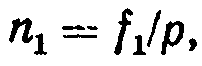 n₁ = f₁/p,